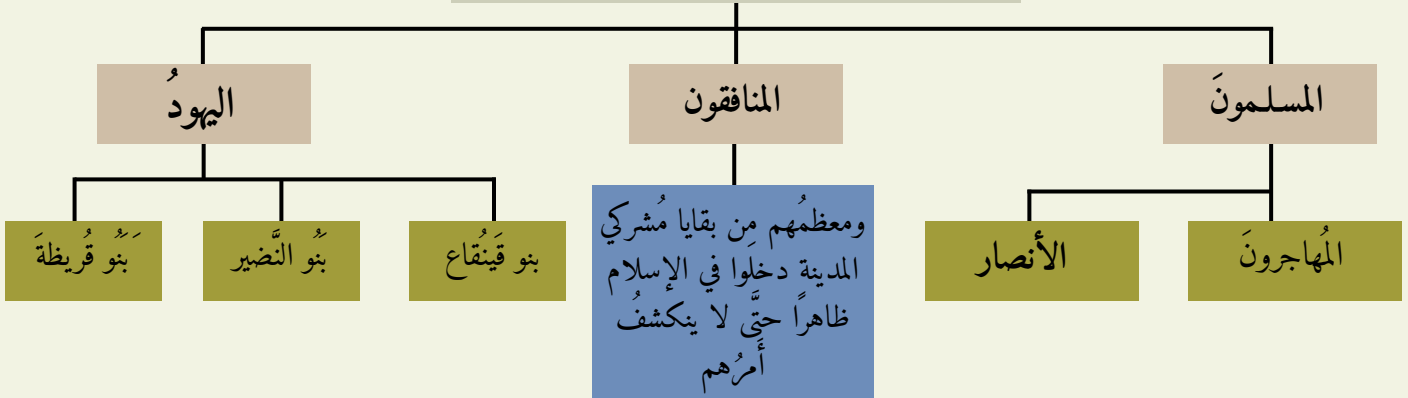 المسلمونَ
المنافقون
اليهودُ
المُهاجرونَ
الأنصار
ومعظمُهم مِن بقايا مُشركي
المدينة دخلوا في الإسلام
ظاهرًا حتَّى لا ينكشفُ
أَمرُهم
بنو قَينُقاع
بَنُو النَّضير
بَنُو قُريظةَ